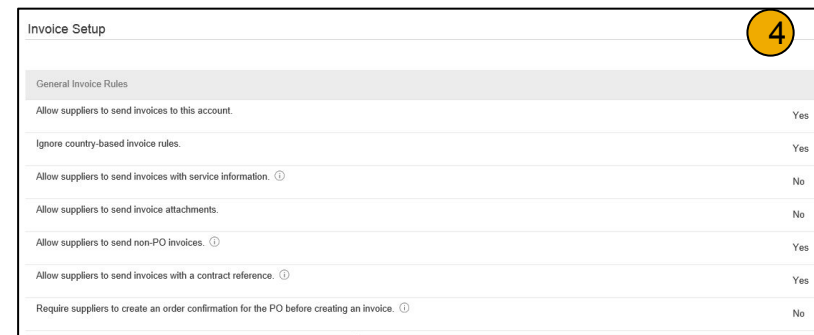 Invoice Setup
4
General Invoice Rules
Allow suppliers to send invoices to this account. Yes
Ignore country-based invoice rules. Yes
Allow suppliers to send invoices with service information. ⓘ No
Allow suppliers to send invoice attachments. No
Allow suppliers to send non-PO invoices. ⓘ Yes
Allow suppliers to send invoices with a contract reference. ⓘ Yes
Require suppliers to create an order confirmation for the PO before creating an invoice. ⓘ No